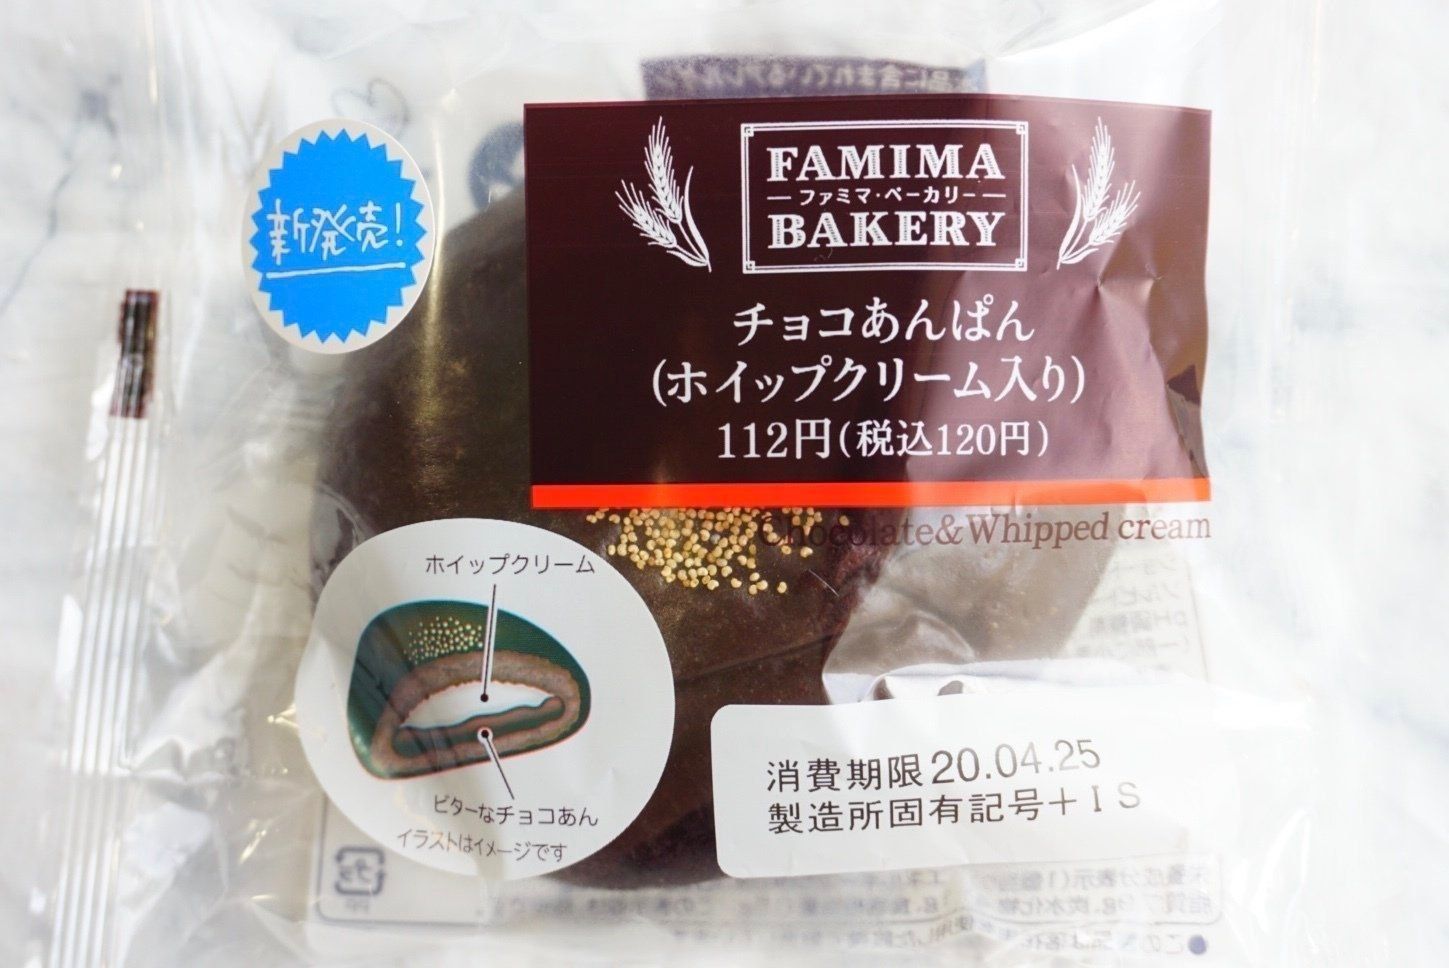 新発売!
FAMIMA
ファミマ・ベーカリー
BAKERY
チョコあんぱん
(ホイップクリーム入り)
112円(税込120円)
Chocolate&Whipped cream
ホイップクリーム
ビターなチョコあん
イラストはイメージです
消費期限20.04.25
製造所固有記号+IS